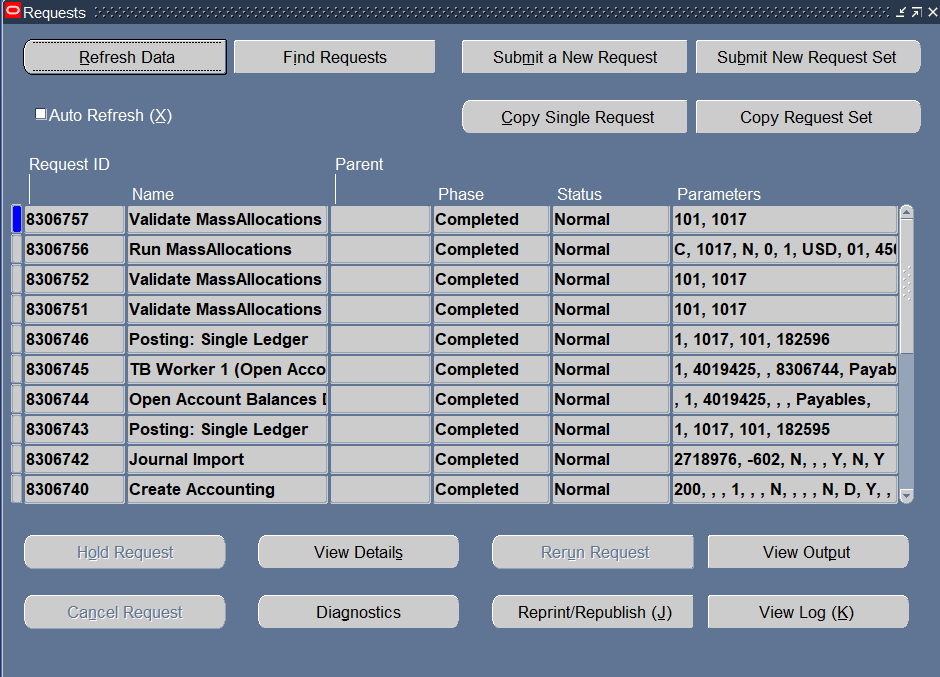 Requests
Refresh Data Find Requests Submit a New Request Submit New Request Set
Auto Refresh (X) Copy Single Request Copy Request Set
Request ID Parent
Name Phase Status Parameters
8306757 Validate MassAllocations Completed Normal 101, 1017
8306756 Run MassAllocations Completed Normal C, 1017, N, 0, 1, USD, 01, 450
8306752 Validate MassAllocations Completed Normal 101, 1017
8306751 Validate MassAllocations Completed Normal 101, 1017
8306746 Posting: Single Ledger Completed Normal 1, 1017, 101, 182596
8306745 TB Worker 1 (Open Acco Completed Normal 1, 4019425, , 8306744, Payab
8306744 Open Account Balances Completed Normal , 1, 4019425, , , Payables,
8306743 Posting: Single Ledger Completed Normal 1, 1017, 101, 182595
8306742 Journal Import Completed Normal 2718976, -602, N, , , Y, N, Y
8306740 Create Accounting Completed Normal 200, , , 1, , , N, , , , N, D, Y, ,
Hold Request View Details Rerun Request View Output
Cancel Request Diagnostics Reprint/Republish (J) View Log (K)